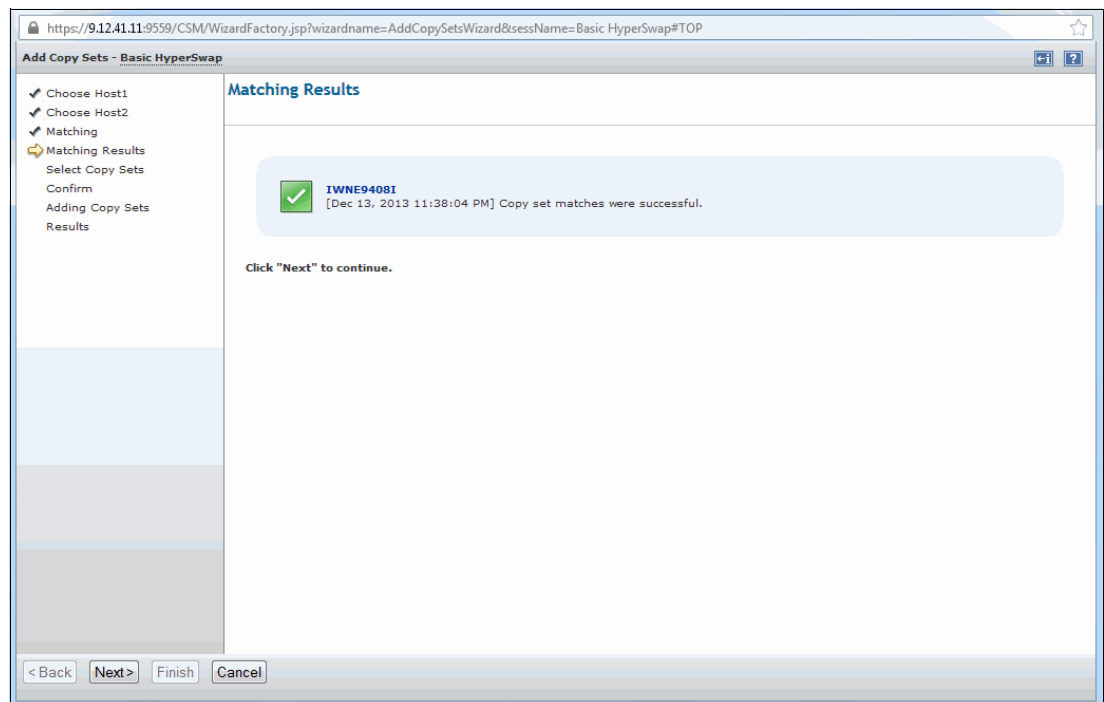 https://9.12.41.11:9559/CSM/WizardFactory.jsp?wizardname=AddCopySetsWizard&sessName=Basic HyperSwap#TOP
Add Copy Sets - Basic HyperSwap
?
Choose Host1
Choose Host2
Matching
Matching Results
Select Copy Sets
Confirm
Adding Copy Sets
Results
Matching Results
IWNE9408I
[Dec 13, 2013 11:38:04 PM] Copy set matches were successful.
Click "Next" to continue.
< Back Next > Finish Cancel